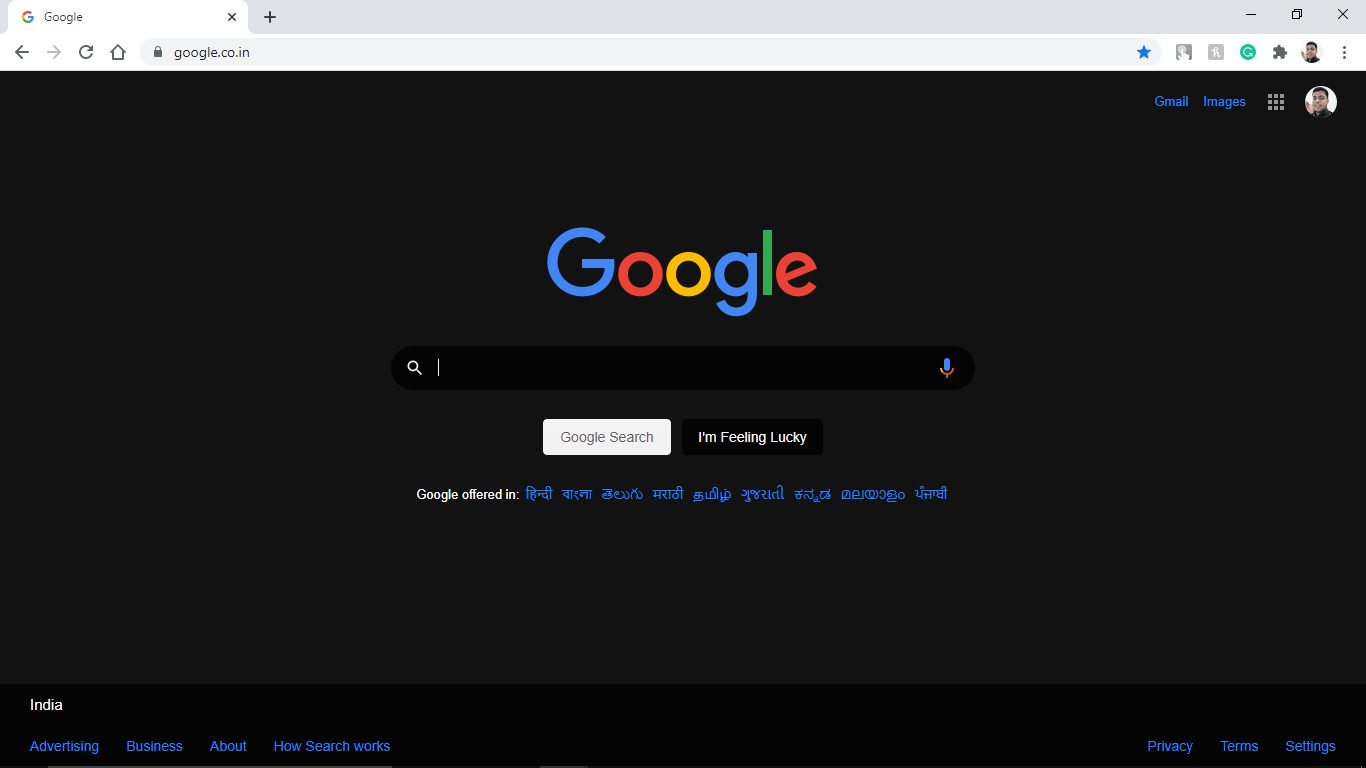 Google
google.co.in
Gmail Images
Google
Google Search I'm Feeling Lucky
Google offered in: हिन्दी বাংলা తెలుగు मराठी தமிழ் ગુજરાતી ಕನ್ನಡ മലയാളം ਪੰਜਾਬੀ
India
Advertising Business About How Search works Privacy Terms Settings